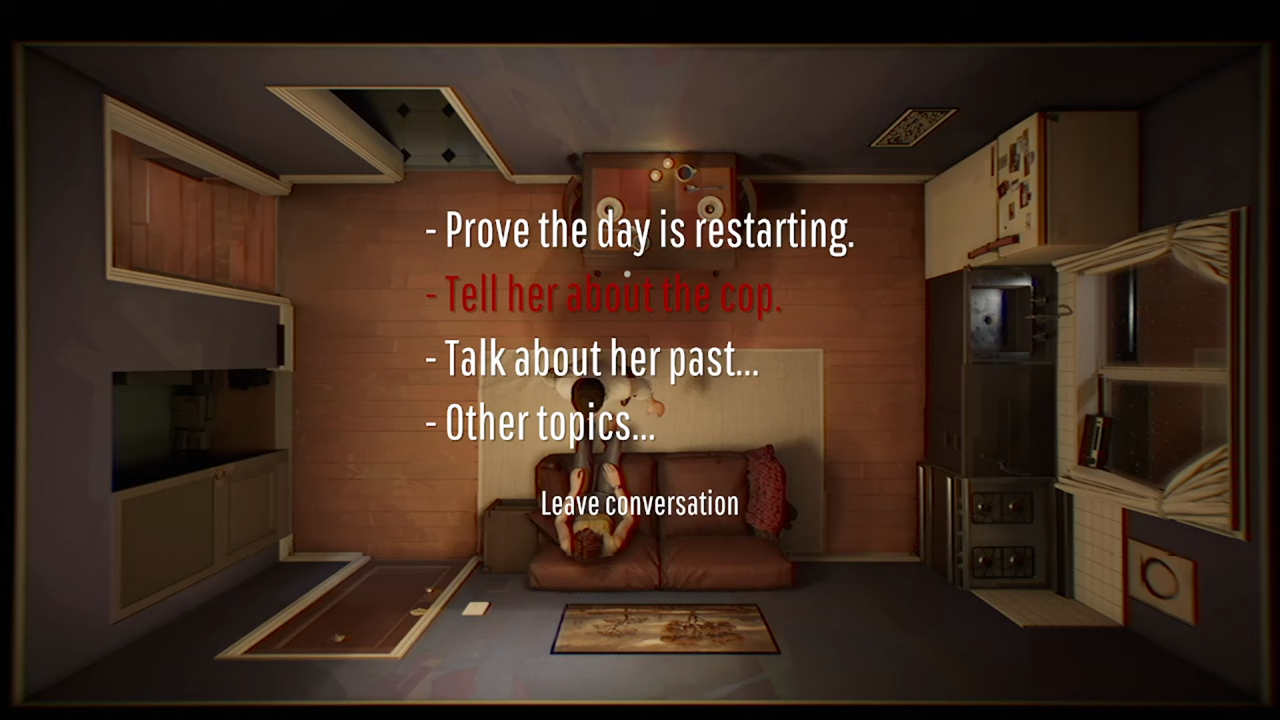 - Prove the day is restarting.
- Tell her about the cop.
- Talk about her past...
- Other topics...
Leave conversation